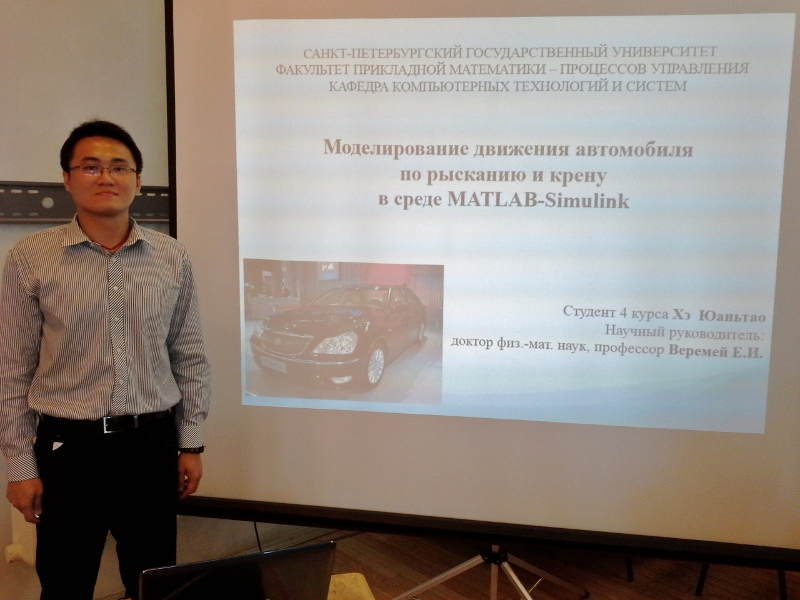 САНКТ-ПЕТЕРБУРГСКИЙ ГОСУДАРСТВЕННЫЙ УНИВЕРСИТЕТ
ФАКУЛЬТЕТ ПРИКЛАДНОЙ МАТЕМАТИКИ – ПРОЦЕССОВ УПРАВЛЕНИЯ
КАФЕДРА КОМПЬЮТЕРНЫХ ТЕХНОЛОГИЙ И СИСТЕМ
Моделирование движения автомобиля
по рысканию и крену
в среде MATLAB-Simulink
Студент 4 курса Хэ Юаньтао
Научный руководитель:
доктор физ.-мат. наук, профессор Веремей Е.И.